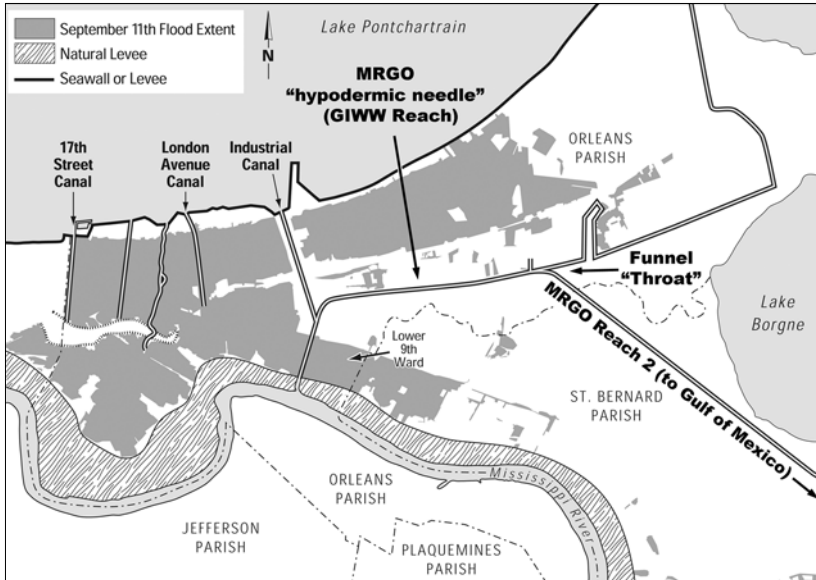 September 11th Flood Extent
Natural Levee
Seawall or Levee
N
Lake Pontchartrain
MRGO
“hypodermic needle”
(GIWW Reach)
17th
Street
Canal
London
Avenue
Canal
Industrial
Canal
ORLEANS
PARISH
Funnel
“Throat”
Lake
Borgne
MRGO Reach 2 (to Gulf of Mexico)
Lower
9th
Ward
ST. BERNARD
PARISH
Mississippi River
ORLEANS
PARISH
JEFFERSON
PARISH
PLAQUEMINES
PARISH